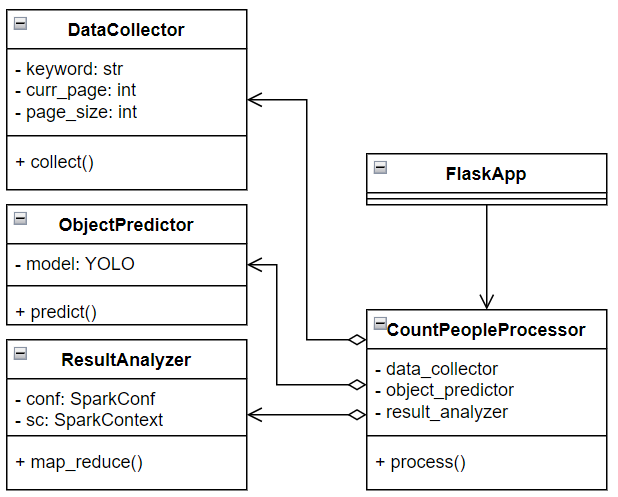 DataCollector
- keyword: str
- curr_page: int
- page_size: int
+ collect()
ObjectPredictor
- model: YOLO
+ predict()
ResultAnalyzer
- conf: SparkConf
- sc: SparkContext
+ map_reduce()
FlaskApp
CountPeopleProcessor
- data_collector
- object_predictor
- result_analyzer
+ process()